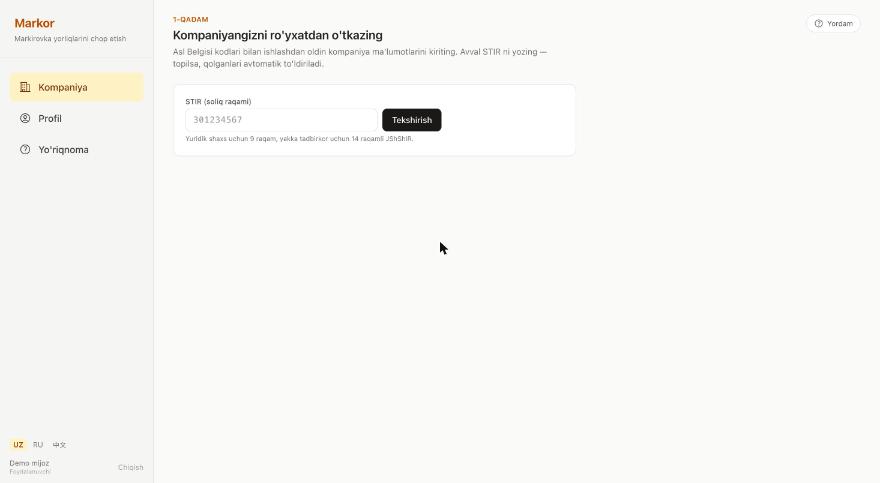 Markor
Markirovka yorliqlarini chop etish
Kompaniya
Profil
Yo'riqnoma
UZ RU 中文
Demo mijoz
Foydalanuvchi
Chiqish
1-QADAM
Kompaniyangizni ro'yxatdan o'tkazing
Asl Belgisi kodlari bilan ishlashdan oldin kompaniya ma'lumotlarini kiriting. Avval STIR ni yozing —
topilsa, qolganlari avtomatik to'ldiriladi.
Yordam
STIR (soliq raqami)
301234567
Tekshirish
Yuridik shaxs uchun 9 raqam, yakka tadbirkor uchun 14 raqamli JShShIR.